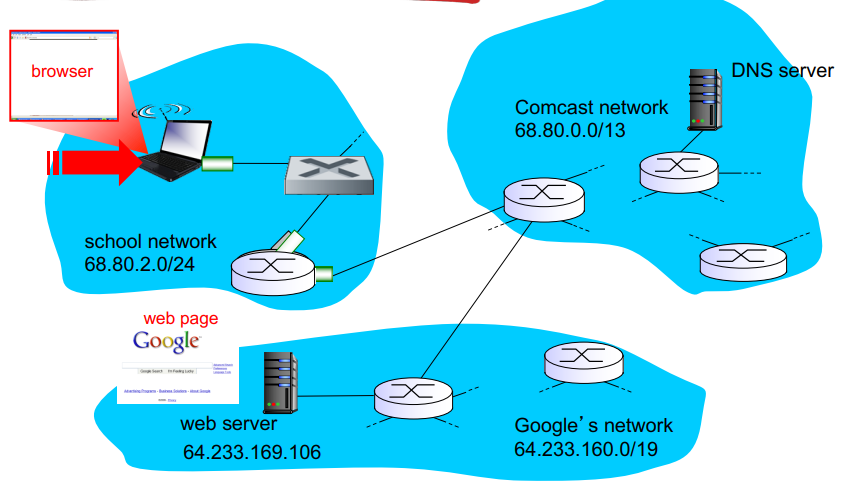 browser
DNS server
Comcast network
68.80.0.0/13
school network
68.80.2.0/24
web page
Google
Google Search I'm Feeling Lucky
Advertising Programs - Business Solutions - About Google
web server
64.233.169.106
Google's network
64.233.160.0/19